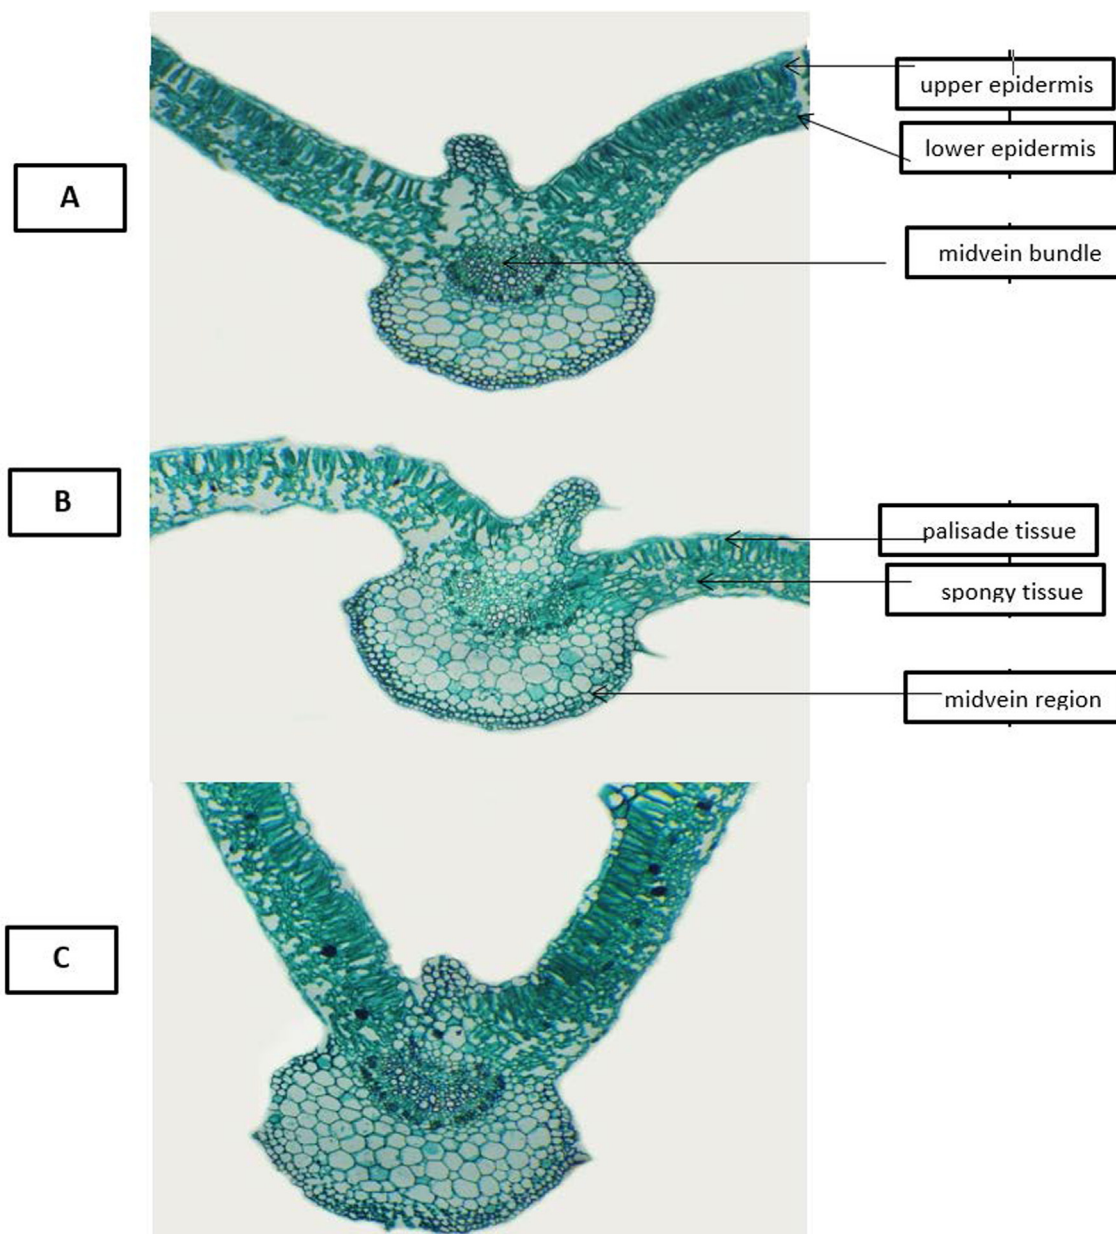 upper epidermis
lower epidermis
A
midvein bundle
B
palisade tissue
spongy tissue
midvein region
C